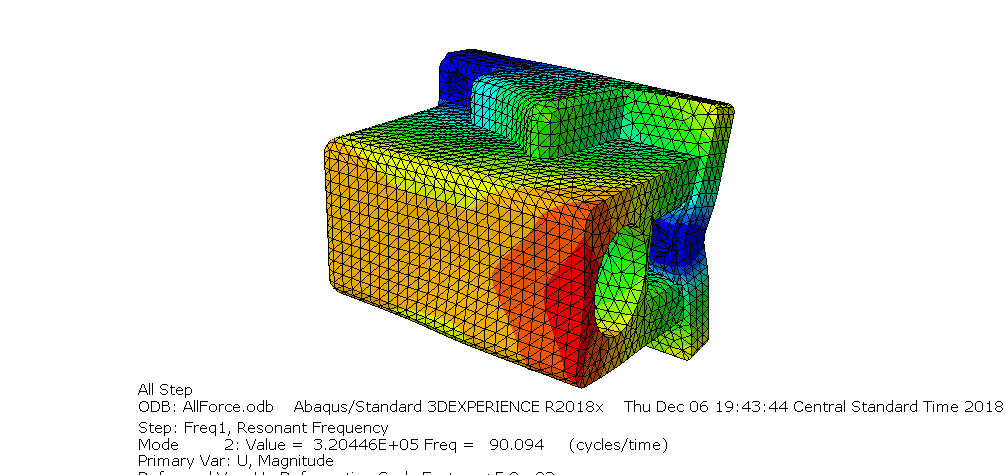 All Step
ODB: AllForce.odb Abaqus/Standard 3DEXPERIENCE R2018x Thu Dec 06 19:43:44 Central Standard Time 2018
Step: Freq1, Resonant Frequency
Mode 2: Value = 3.20446E+05 Freq = 90.094 (cycles/time)
Primary Var: U, Magnitude